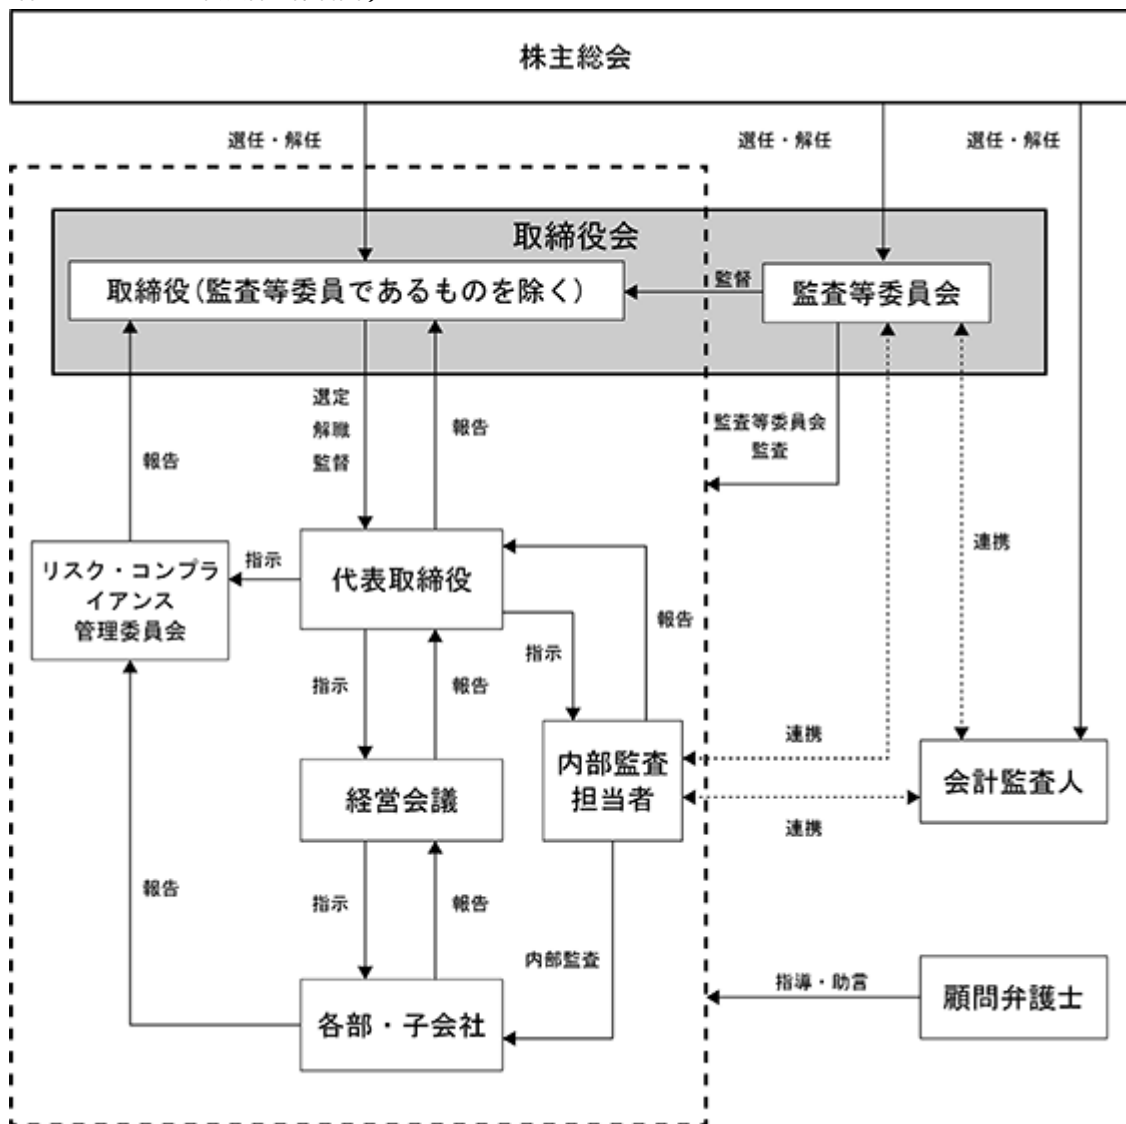 株主総会
選任・解任
選任・解任
選任・解任
取締役会
取締役(監査等委員であるものを除く)
監督
監査等委員会
選定
解職
監督
報告
監査等委員会
監査
報告
連携
リスク・コンプラ
イアンス
管理委員会
指示
代表取締役
報告
指示
指示
報告
内部監査
担当者
連携
会計監査人
経営会議
連携
報告
指示
報告
内部監査
各部・子会社
指導・助言
顧問弁護士